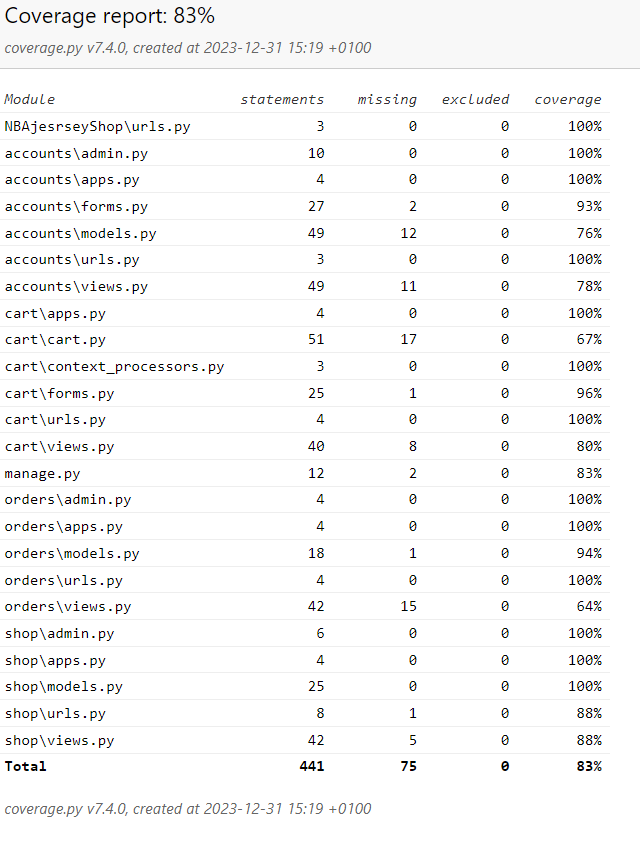 Coverage report: 83%
coverage.py v7.4.0, created at 2023-12-31 15:19 +0100
Module statements missing excluded coverage
NBAjesrseyShop\urls.py 3 0 0 100%
accounts\admin.py 10 0 0 100%
accounts\apps.py 4 0 0 100%
accounts\forms.py 27 2 0 93%
accounts\models.py 49 12 0 76%
accounts\urls.py 3 0 0 100%
accounts\views.py 49 11 0 78%
cart\apps.py 4 0 0 100%
cart\cart.py 51 17 0 67%
cart\context_processors.py 3 0 0 100%
cart\forms.py 25 1 0 96%
cart\urls.py 4 0 0 100%
cart\views.py 40 8 0 80%
manage.py 12 2 0 83%
orders\admin.py 4 0 0 100%
orders\apps.py 4 0 0 100%
orders\models.py 18 1 0 94%
orders\urls.py 4 0 0 100%
orders\views.py 42 15 0 64%
shop\admin.py 6 0 0 100%
shop\apps.py 4 0 0 100%
shop\models.py 25 0 0 100%
shop\urls.py 8 1 0 88%
shop\views.py 42 5 0 88%
Total 441 75 0 83%
coverage.py v7.4.0, created at 2023-12-31 15:19 +0100